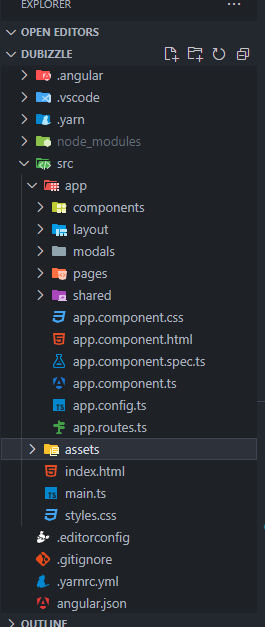 EXPLORER
OPEN EDITORS
DUBIZZLE
.angular
.vscode
.yarn
node_modules
src
app
components
layout
modals
pages
shared
app.component.css
app.component.html
app.component.spec.ts
app.component.ts
TS app.config.ts
app.routes.ts
assets
index.html
TS main.ts
styles.css
.editorconfig
.gitignore
.yarnrc.yml
angular.json
OUTLINE